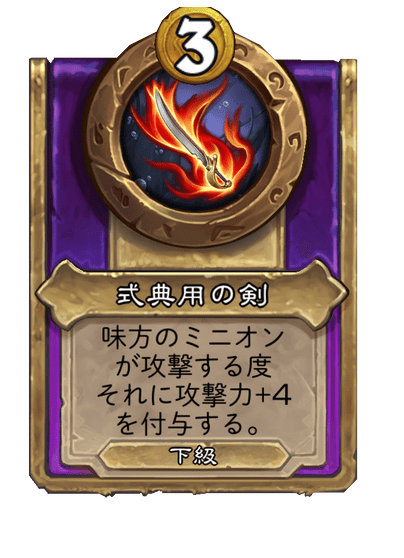 3
式典用の剣
味方のミニオン
が攻撃する度
それに攻撃力+4
を付与する。
下級